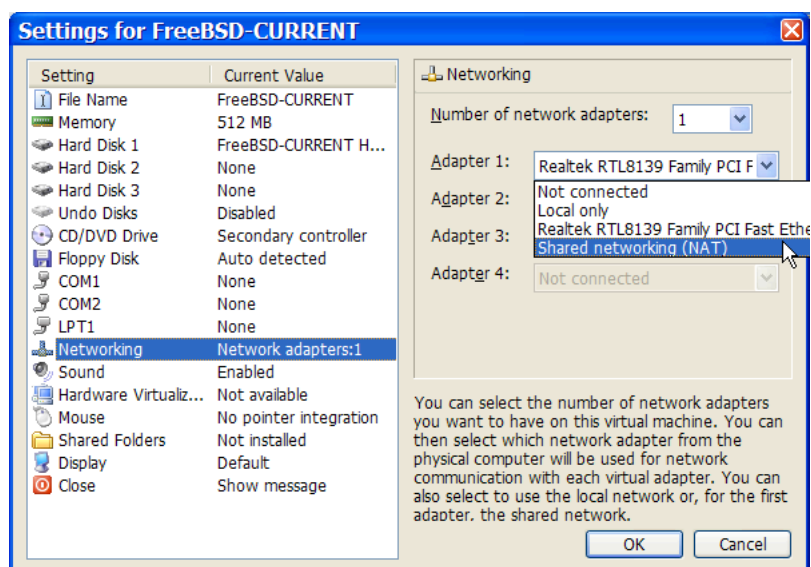 Settings for FreeBSD-CURRENT
Setting Current Value
File Name FreeBSD-CURRENT
Memory 512 MB
Hard Disk 1 FreeBSD-CURRENT H...
Hard Disk 2 None
Hard Disk 3 None
Undo Disks Disabled
CD/DVD Drive Secondary controller
Floppy Disk Auto detected
COM1 None
COM2 None
LPT1 None
Networking Network adapters:1
Sound Enabled
Hardware Virtualiz... Not available
Mouse No pointer integration
Shared Folders Not installed
Display Default
Close Show message
Networking
Number of network adapters: 1
Adapter 1: Realtek RTL8139 Family PCI F
Not connected
Adapter 2:
Local only
Realtek RTL8139 Family PCI Fast Ethe
Adapter 3:
Shared networking (NAT)
Adapter 4: Not connected
You can select the number of network adapters
you want to have on this virtual machine. You can
then select which network adapter from the
physical computer will be used for network
communication with each virtual adapter. You can
also select to use the local network or, for the first
adapter, the shared network.
OK Cancel